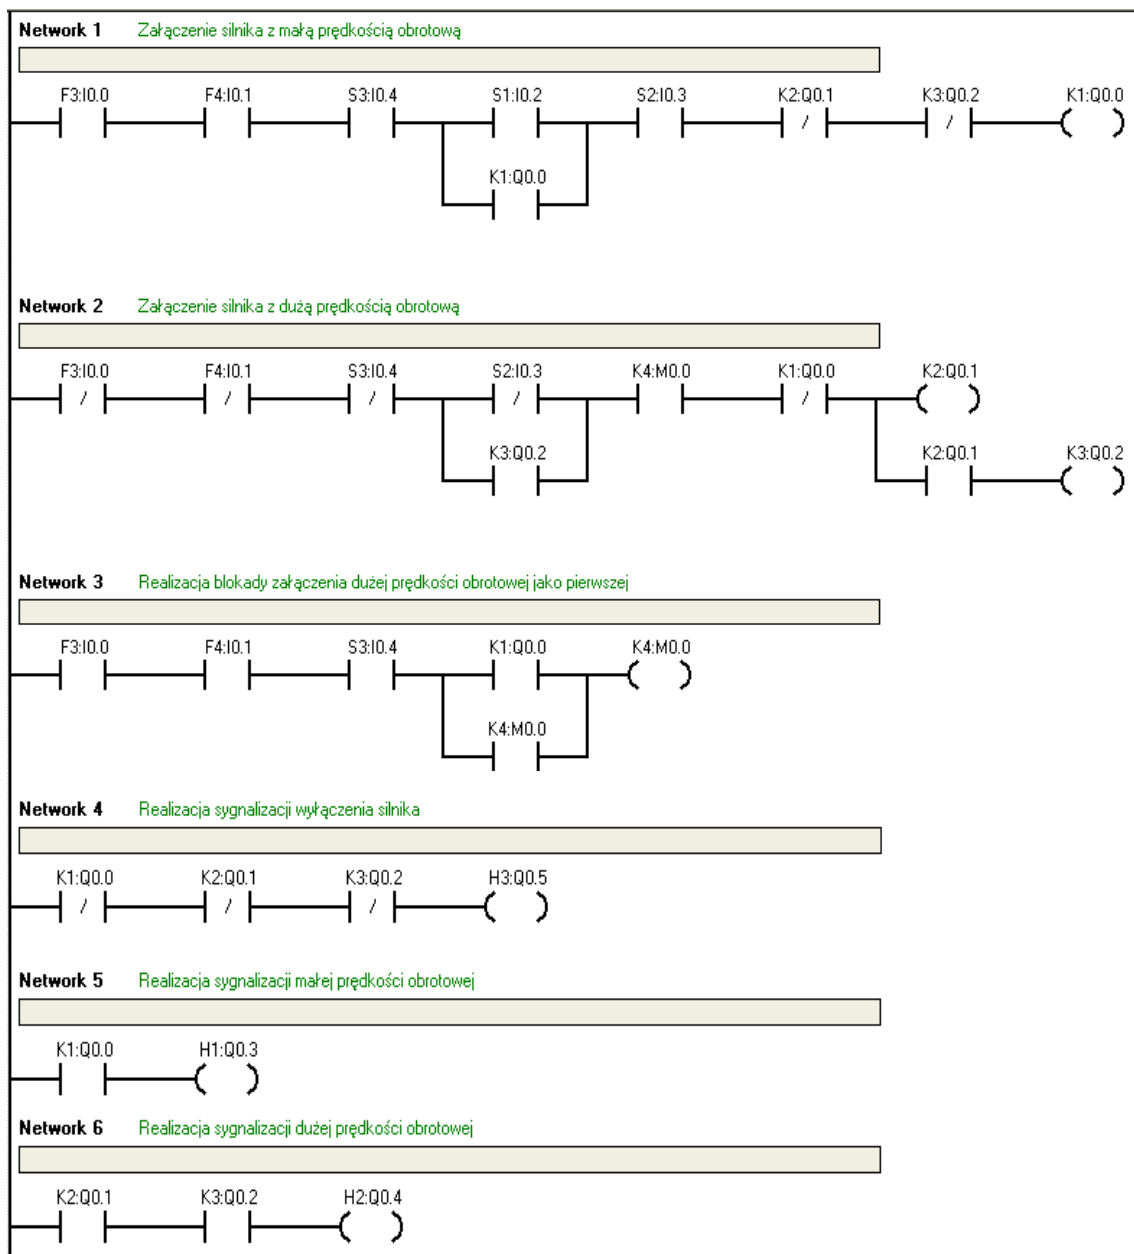 Network 1 Załączenie silnika z małą prędkością obrotową
F3:I0.0 F4:I0.1 S3:I0.4 S1:I0.2 S2:I0.3 K2:Q0.1 K3:Q0.2 K1:Q0.0
K1:Q0.0
Network 2 Załączenie silnika z dużą prędkością obrotową
F3:I0.0 F4:I0.1 S3:I0.4 S2:I0.3 K4:M0.0 K1:Q0.0 K2:Q0.1
K3:Q0.2 K2:Q0.1 K3:Q0.2
Network 3 Realizacja blokady załączenia dużej prędkości obrotowej jako pierwszej
F3:I0.0 F4:I0.1 S3:I0.4 K1:Q0.0 K4:M0.0
K4:M0.0
Network 4 Realizacja sygnalizacji wyłączenia silnika
K1:Q0.0 K2:Q0.1 K3:Q0.2 H3:Q0.5
Network 5 Realizacja sygnalizacji małej prędkości obrotowej
K1:Q0.0 H1:Q0.3
Network 6 Realizacja sygnalizacji dużej prędkości obrotowej
K2:Q0.1 K3:Q0.2 H2:Q0.4